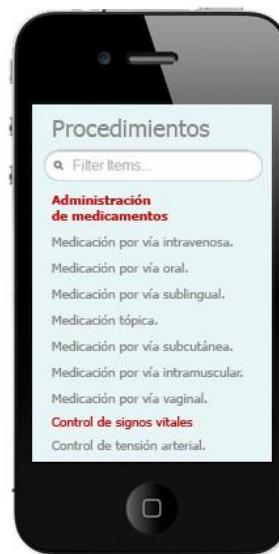 Procedimientos
Filter Items...
Administración
de medicamentos
Medicación por vía intravenosa.
Medicación por vía oral.
Medicación por vía sublingual.
Medicación tópica.
Medicación por vía subcutánea.
Medicación por vía intramuscular.
Medicación por vía vaginal.
Control de signos vitales
Control de tensión arterial.